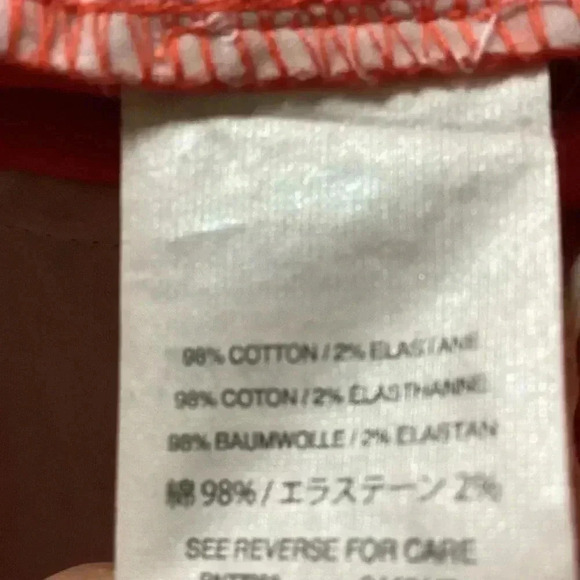 98% COTTON / 2% ELASTANE
98% COTON / 2% ÉLASTHANNE
98% BAUMWOLLE / 2% ELASTAN
綿 98% / エラステーン 2%
SEE REVERSE FOR CARE